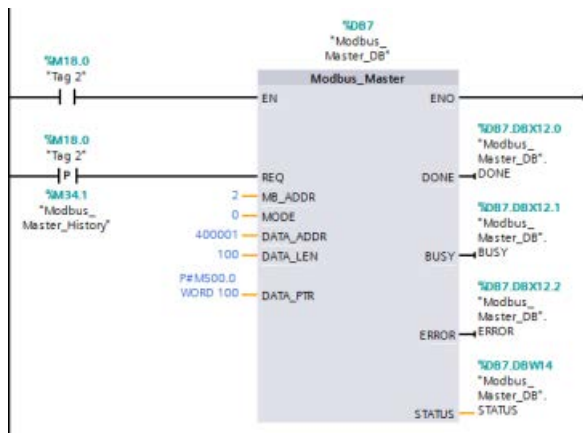 %DB7
"Modbus_
Master_DB"
%M18.0
"Tag 2"
Modbus_Master
EN
ENO
%M18.0
"Tag 2"
%DB7.DBX12.0
"Modbus_
Master_DB".
DONE
P
REQ
DONE
%M34.1
"Modbus_
Master_History"
2
MB_ADDR
0
MODE
400001
DATA_ADDR
100
DATA_LEN
%DB7.DBX12.1
"Modbus_
Master_DB".
BUSY
BUSY
P#M500.0
WORD 100
DATA_PTR
%DB7.DBX12.2
"Modbus_
Master_DB".
ERROR
ERROR
%DB7.DBW14
"Modbus_
Master_DB".
STATUS
STATUS